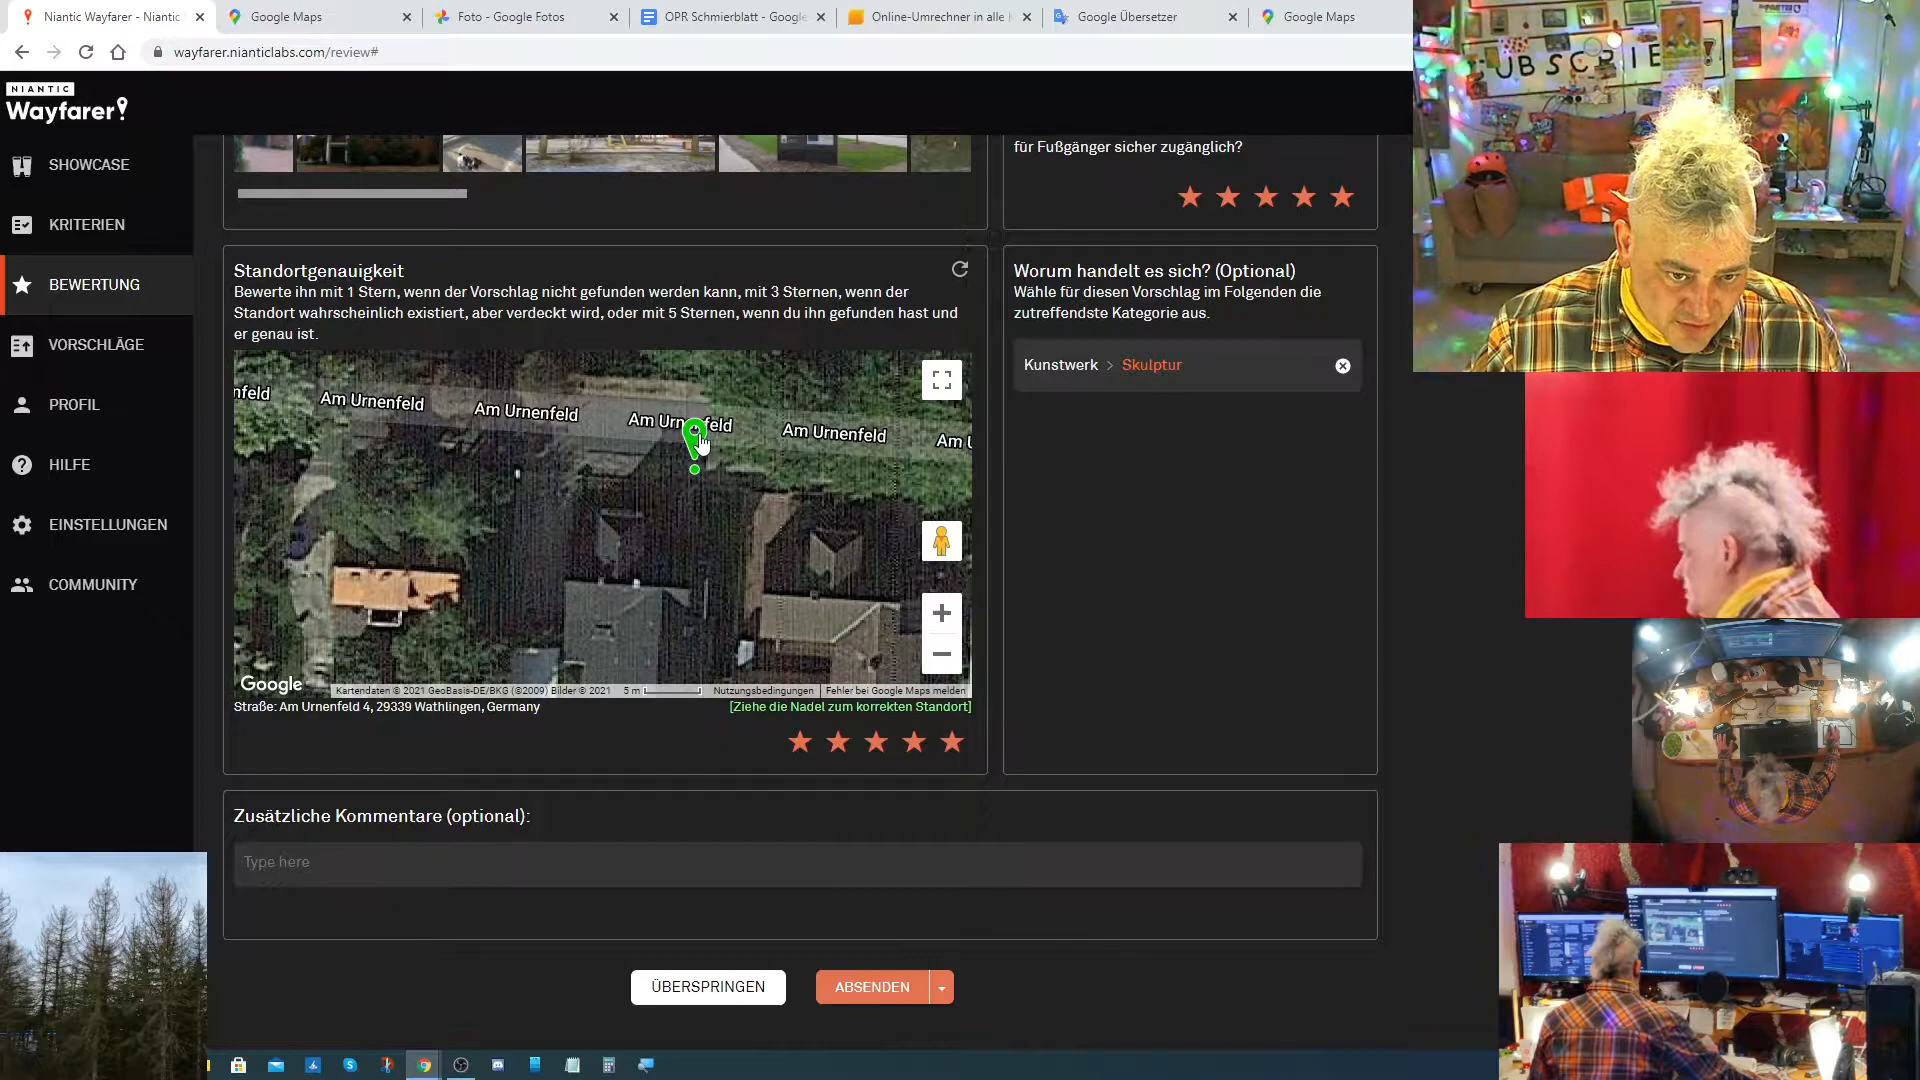 Niantic Wayfarer - Niantic
Google Maps
Foto - Google Fotos
OPR Schmierblatt - Google
Online-Umrechner in alle
Google Übersetzer
Google Maps
wayfarer.nianticlabs.com/review#
NIANTIC
Wayfarer
SHOWCASE
KRITERIEN
BEWERTUNG
VORSCHLÄGE
PROFIL
HILFE
EINSTELLUNGEN
COMMUNITY
für Fußgänger sicher zugänglich?
Standortgenauigkeit
Bewerte ihn mit 1 Stern, wenn der Vorschlag nicht gefunden werden kann, mit 3 Sternen, wenn der
Standort wahrscheinlich existiert, aber verdeckt wird, oder mit 5 Sternen, wenn du ihn gefunden hast und
er genau ist.
nfeld
Am Urnenfeld
Am Urnenfeld
Am Urnenfeld
Am Urnenfeld
Am U
Google
Kartendaten © 2021 GeoBasis-DE/BKG (©2009) Bilder © 2021
5 m
Nutzungsbedingungen
Fehler bei Google Maps melden
Straße: Am Urnenfeld 4, 29339 Wathlingen, Germany
[Ziehe die Nadel zum korrekten Standort]
Worum handelt es sich? (Optional)
Wähle für diesen Vorschlag im Folgenden die
zutreffendste Kategorie aus.
Kunstwerk > Skulptur
Zusätzliche Kommentare (optional):
Type here
ÜBERSPRINGEN
ABSENDEN
UBSCRIE